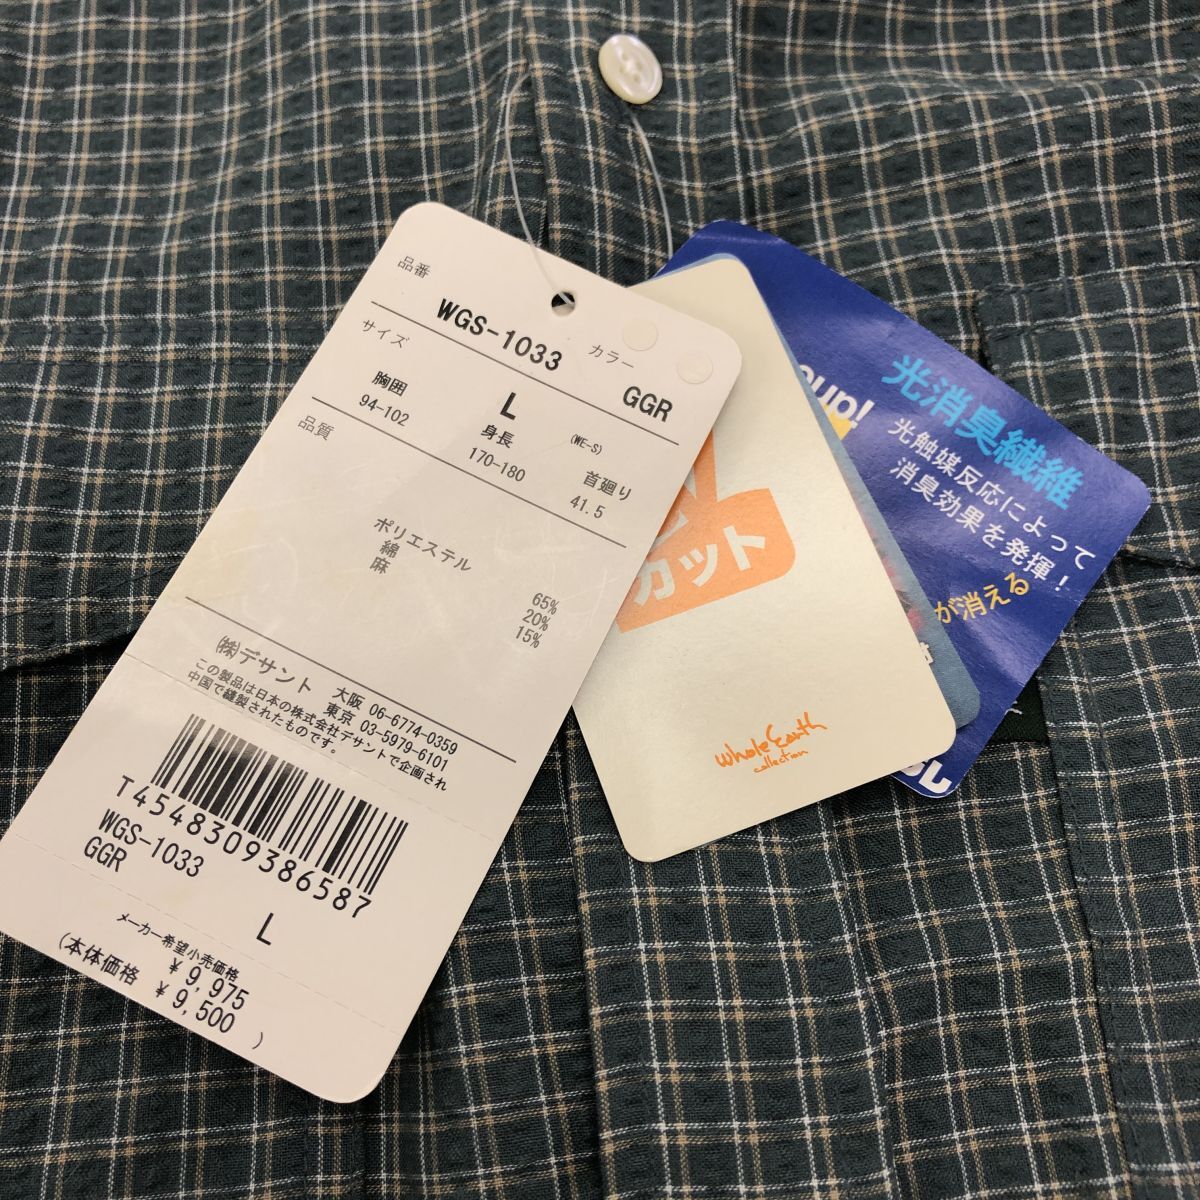 品番
WGS-1033
カラー
GGR
サイズ
L
(WE-S)
胸囲
94-102
身長
170-180
首廻り
41.5
品質
ポリエステル 65%
綿 20%
麻 15%
㈱デサント 大阪 06-6774-0359
東京 03-5979-6101
この製品は日本の株式会社デサントで企画され
中国で縫製されたものです。
T4548309386587
WGS-1033
GGR
L
メーカー希望小売価格
¥9,975
(本体価格 ¥9,500 )
カット
whole Earth
collection
oup!
光消臭繊維
光触媒反応によって
消臭効果を発揮!
が消える